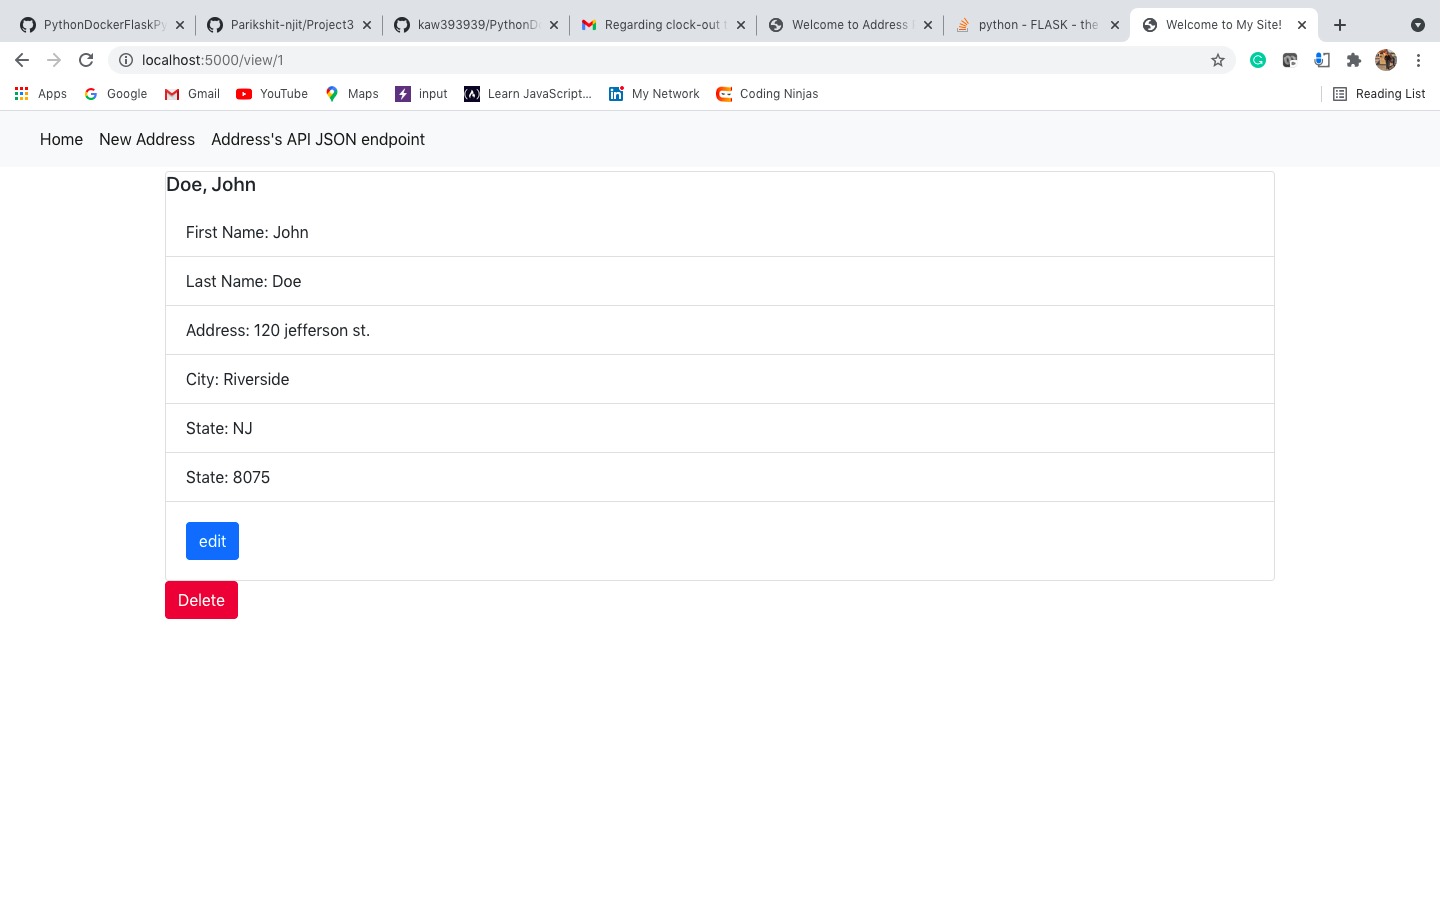 PythonDockerFlaskPy
Parikshit-njit/Project3
kaw393939/PythonDo
Regarding clock-out t
Welcome to Address
python - FLASK - the
Welcome to My Site!
localhost:5000/view/1
Apps
Google
Gmail
YouTube
Maps
input
Learn JavaScript...
My Network
Coding Ninjas
Reading List
Home
New Address
Address's API JSON endpoint
Doe, John
First Name: John
Last Name: Doe
Address: 120 jefferson st.
City: Riverside
State: NJ
State: 8075
edit
Delete